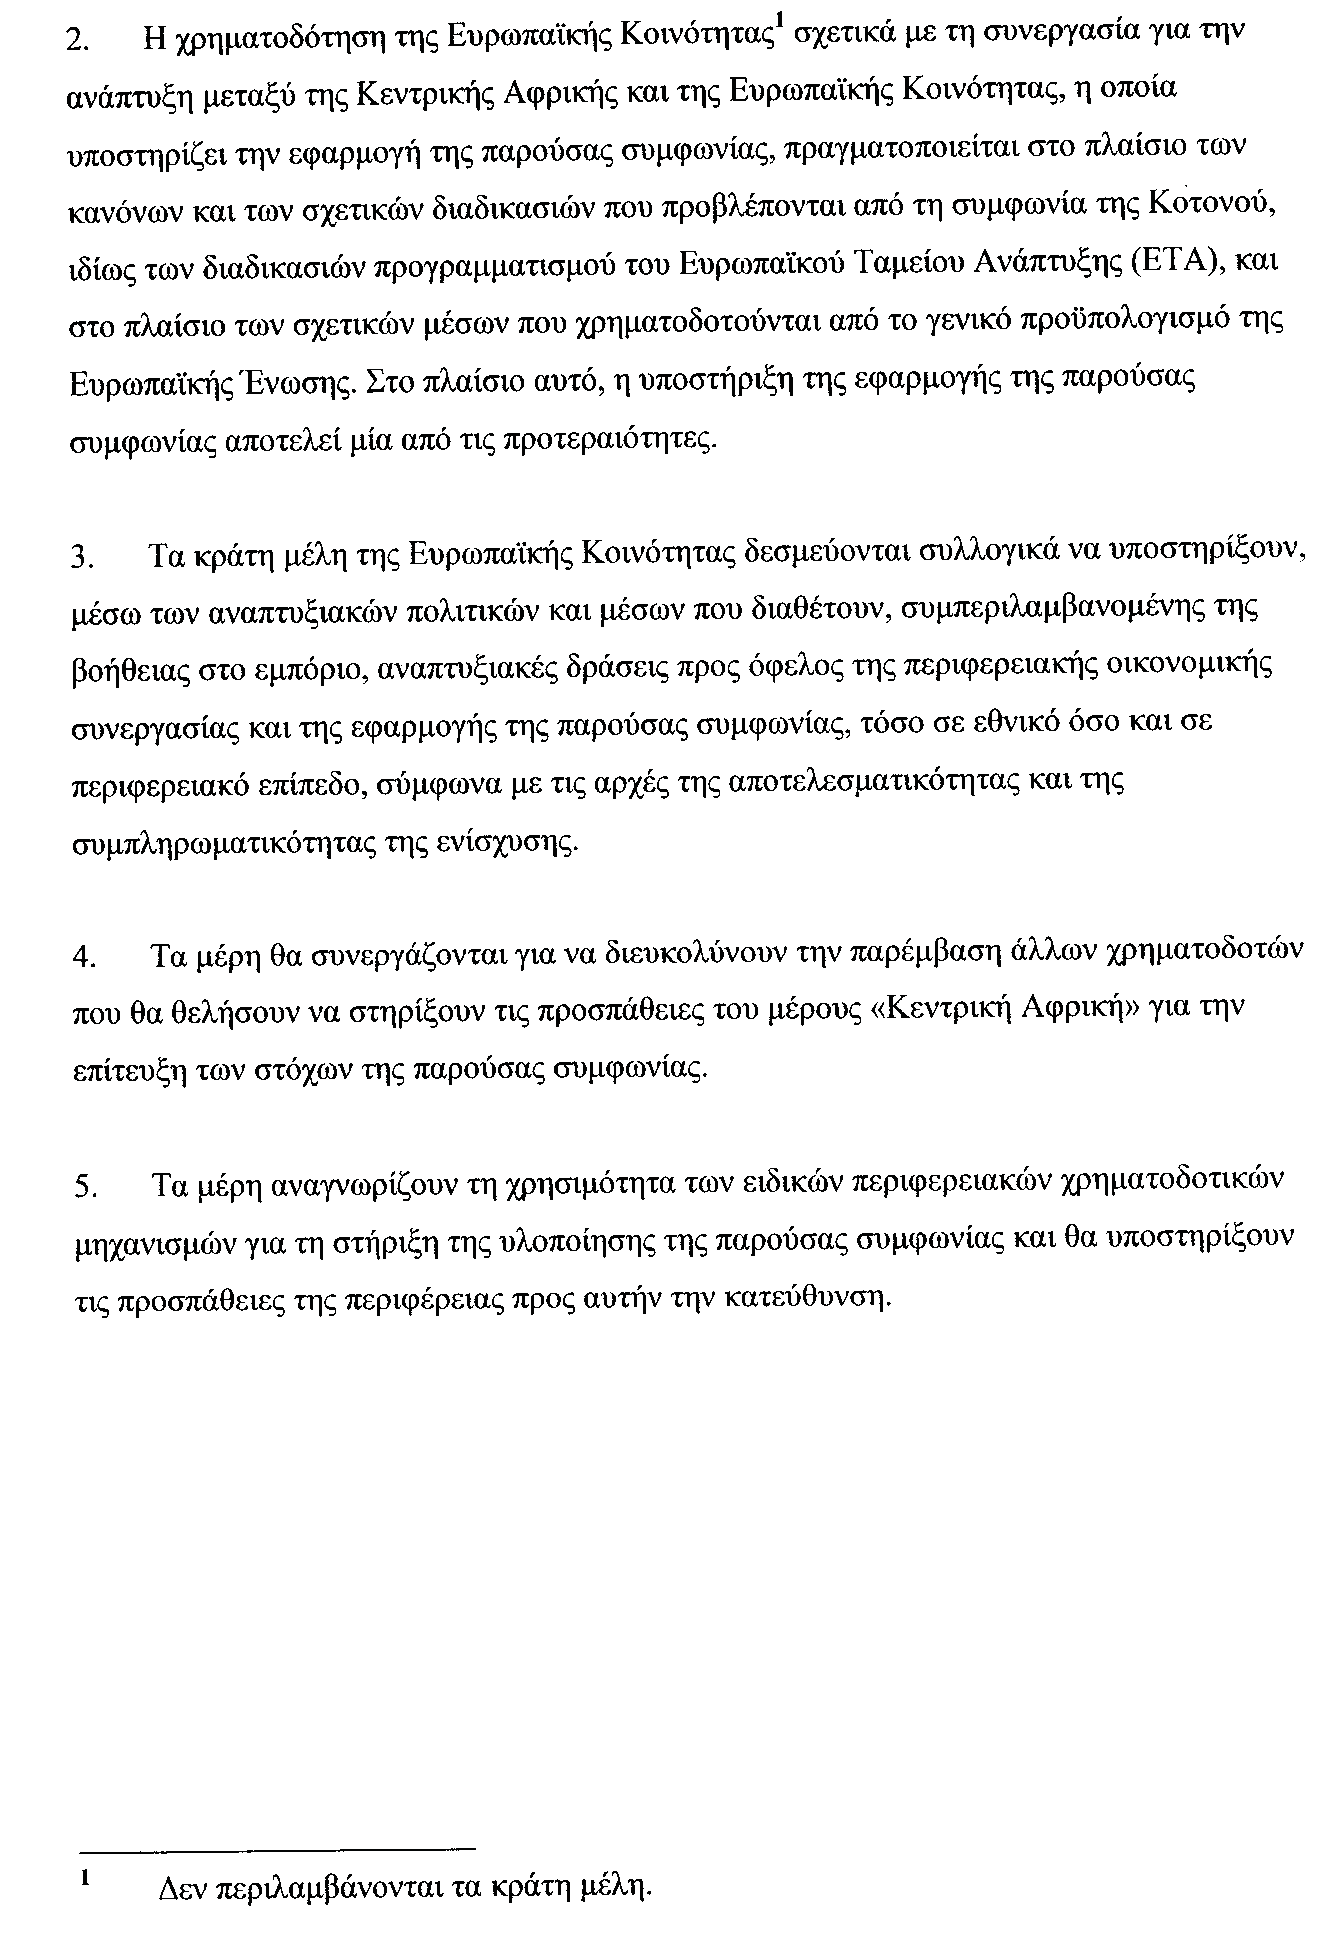 2. Η χρηματοδότηση της Ευρωπαϊκής Κοινότητας¹ σχετικά με τη συνεργασία για την
ανάπτυξη μεταξύ της Κεντρικής Αφρικής και της Ευρωπαϊκής Κοινότητας, η οποία
υποστηρίζει την εφαρμογή της παρούσας συμφωνίας, πραγματοποιείται στο πλαίσιο των
κανόνων και των σχετικών διαδικασιών που προβλέπονται από τη συμφωνία της Κοτονού,
ιδίως των διαδικασιών προγραμματισμού του Ευρωπαϊκού Ταμείου Ανάπτυξης (ΕΤΑ), και
στο πλαίσιο των σχετικών μέσων που χρηματοδοτούνται από το γενικό προϋπολογισμό της
Ευρωπαϊκής Ένωσης. Στο πλαίσιο αυτό, η υποστήριξη της εφαρμογής της παρούσας
συμφωνίας αποτελεί μία από τις προτεραιότητες.
3. Τα κράτη μέλη της Ευρωπαϊκής Κοινότητας δεσμεύονται συλλογικά να υποστηρίξουν,
μέσω των αναπτυξιακών πολιτικών και μέσων που διαθέτουν, συμπεριλαμβανομένης της
βοήθειας στο εμπόριο, αναπτυξιακές δράσεις προς όφελος της περιφερειακής οικονομικής
συνεργασίας και της εφαρμογής της παρούσας συμφωνίας, τόσο σε εθνικό όσο και σε
περιφερειακό επίπεδο, σύμφωνα με τις αρχές της αποτελεσματικότητας και της
συμπληρωματικότητας της ενίσχυσης.
4. Τα μέρη θα συνεργάζονται για να διευκολύνουν την παρέμβαση άλλων χρηματοδοτών
που θα θελήσουν να στηρίξουν τις προσπάθειες του μέρους «Κεντρική Αφρική» για την
επίτευξη των στόχων της παρούσας συμφωνίας.
5. Τα μέρη αναγνωρίζουν τη χρησιμότητα των ειδικών περιφερειακών χρηματοδοτικών
μηχανισμών για τη στήριξη της υλοποίησης της παρούσας συμφωνίας και θα υποστηρίξουν
τις προσπάθειες της περιφέρειας προς αυτήν την κατεύθυνση.
¹ Δεν περιλαμβάνονται τα κράτη μέλη.